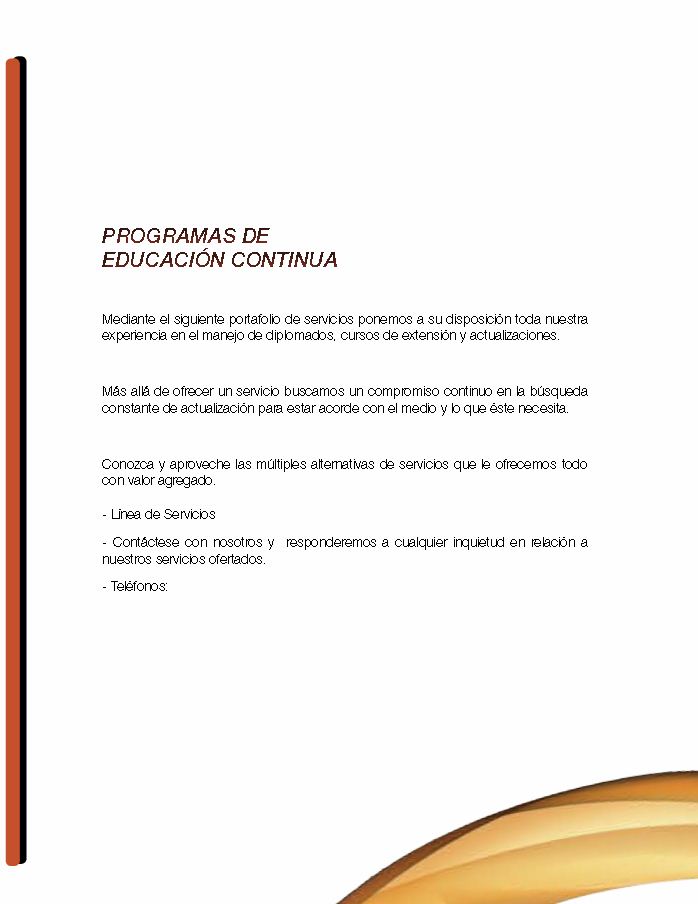 PROGRAMAS DE
EDUCACIÓN CONTINUA
Mediante el siguiente portafolio de servicios ponemos a su disposición toda nuestra
experiencia en el manejo de diplomados, cursos de extensión y actualizaciones.
Más allá de ofrecer un servicio buscamos un compromiso continuo en la búsqueda
constante de actualización para estar acorde con el medio y lo que éste necesita.
Conozca y aproveche las múltiples alternativas de servicios que le ofrecemos todo
con valor agregado.
- Línea de Servicios
- Contáctese con nosotros y responderemos a cualquier inquietud en relación a
nuestros servicios ofertados.
- Teléfonos: